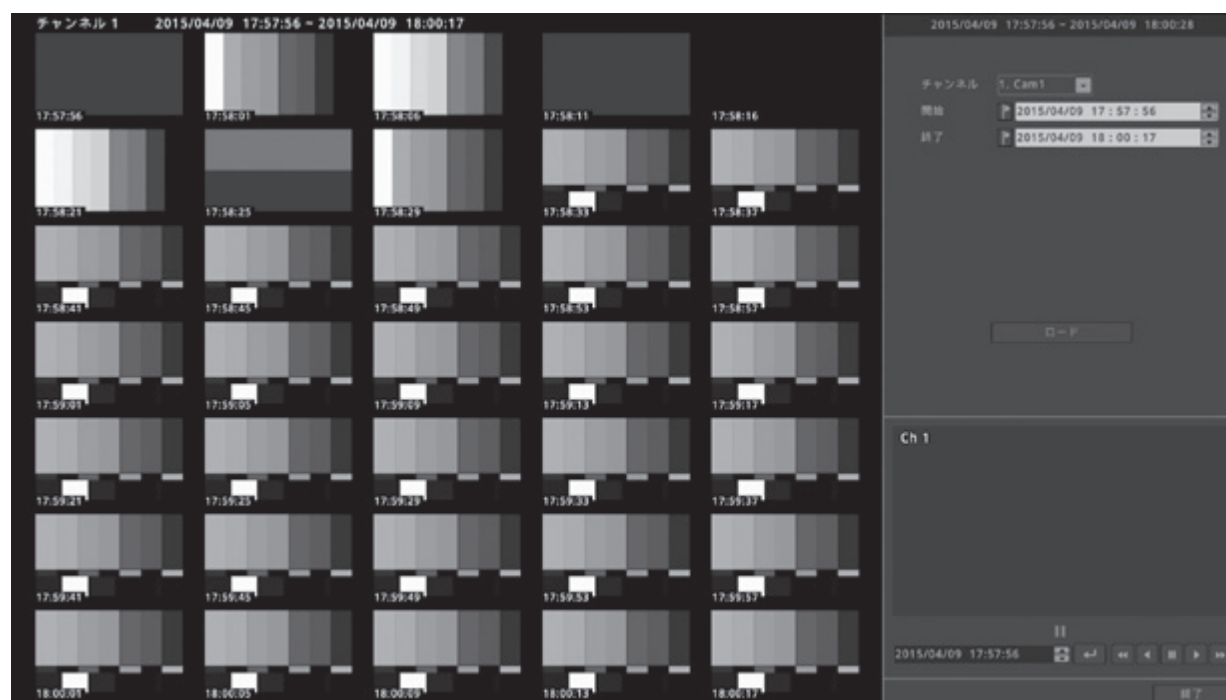 チャンネル 1 2015/04/09 17:57:56 ~ 2015/04/09 18:00:17
17:57:56 17:58:01 17:58:06 17:58:11 17:58:16
17:58:21 17:58:25 17:58:29 17:58:33 17:58:37
17:58:41 17:58:45 17:58:49 17:58:53 17:58:57
17:59:01 17:59:05 17:59:09 17:59:13 17:59:17
17:59:21 17:59:25 17:59:29 17:59:33 17:59:37
17:59:41 17:59:45 17:59:49 17:59:53 17:59:57
18:00:01 18:00:05 18:00:09 18:00:13 18:00:17
2015/04/09 17:57:56 ~ 2015/04/09 18:00:28
チャンネル 1. Cam1
開始 2015/04/09 17 : 57 : 56
終了 2015/04/09 18 : 00 : 17
ロード
Ch 1
2015/04/09 17:57:56
終了